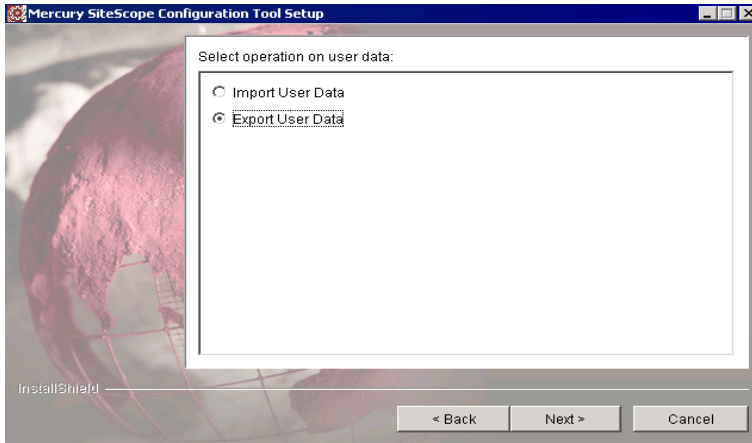 Mercury SiteScope Configuration Tool Setup
Select operation on user data:
Import User Data
Export User Data
InstallShield
< Back
Next >
Cancel